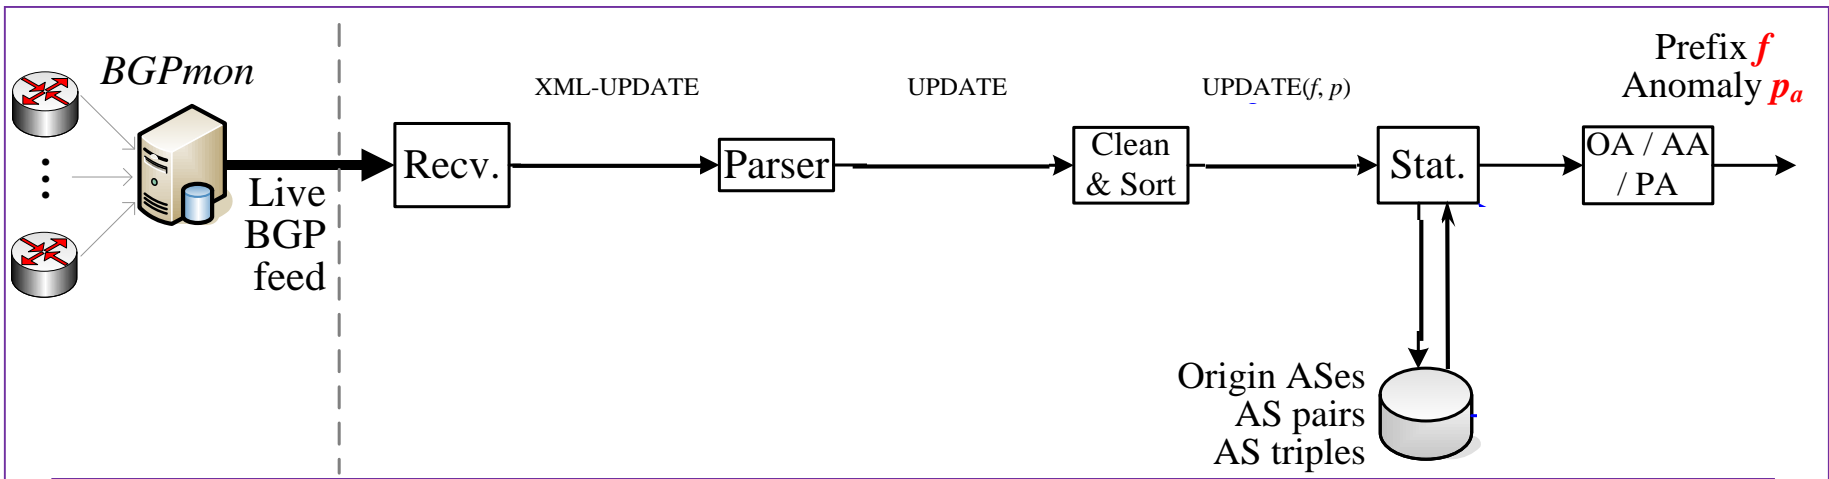 BGPmon
Live
BGP
feed
Recv.
XML-UPDATE
Parser
UPDATE
Clean
& Sort
UPDATE(f, p)
Stat.
Origin ASes
AS pairs
AS triples
OA / AA
/ PA
Prefix f
Anomaly pa